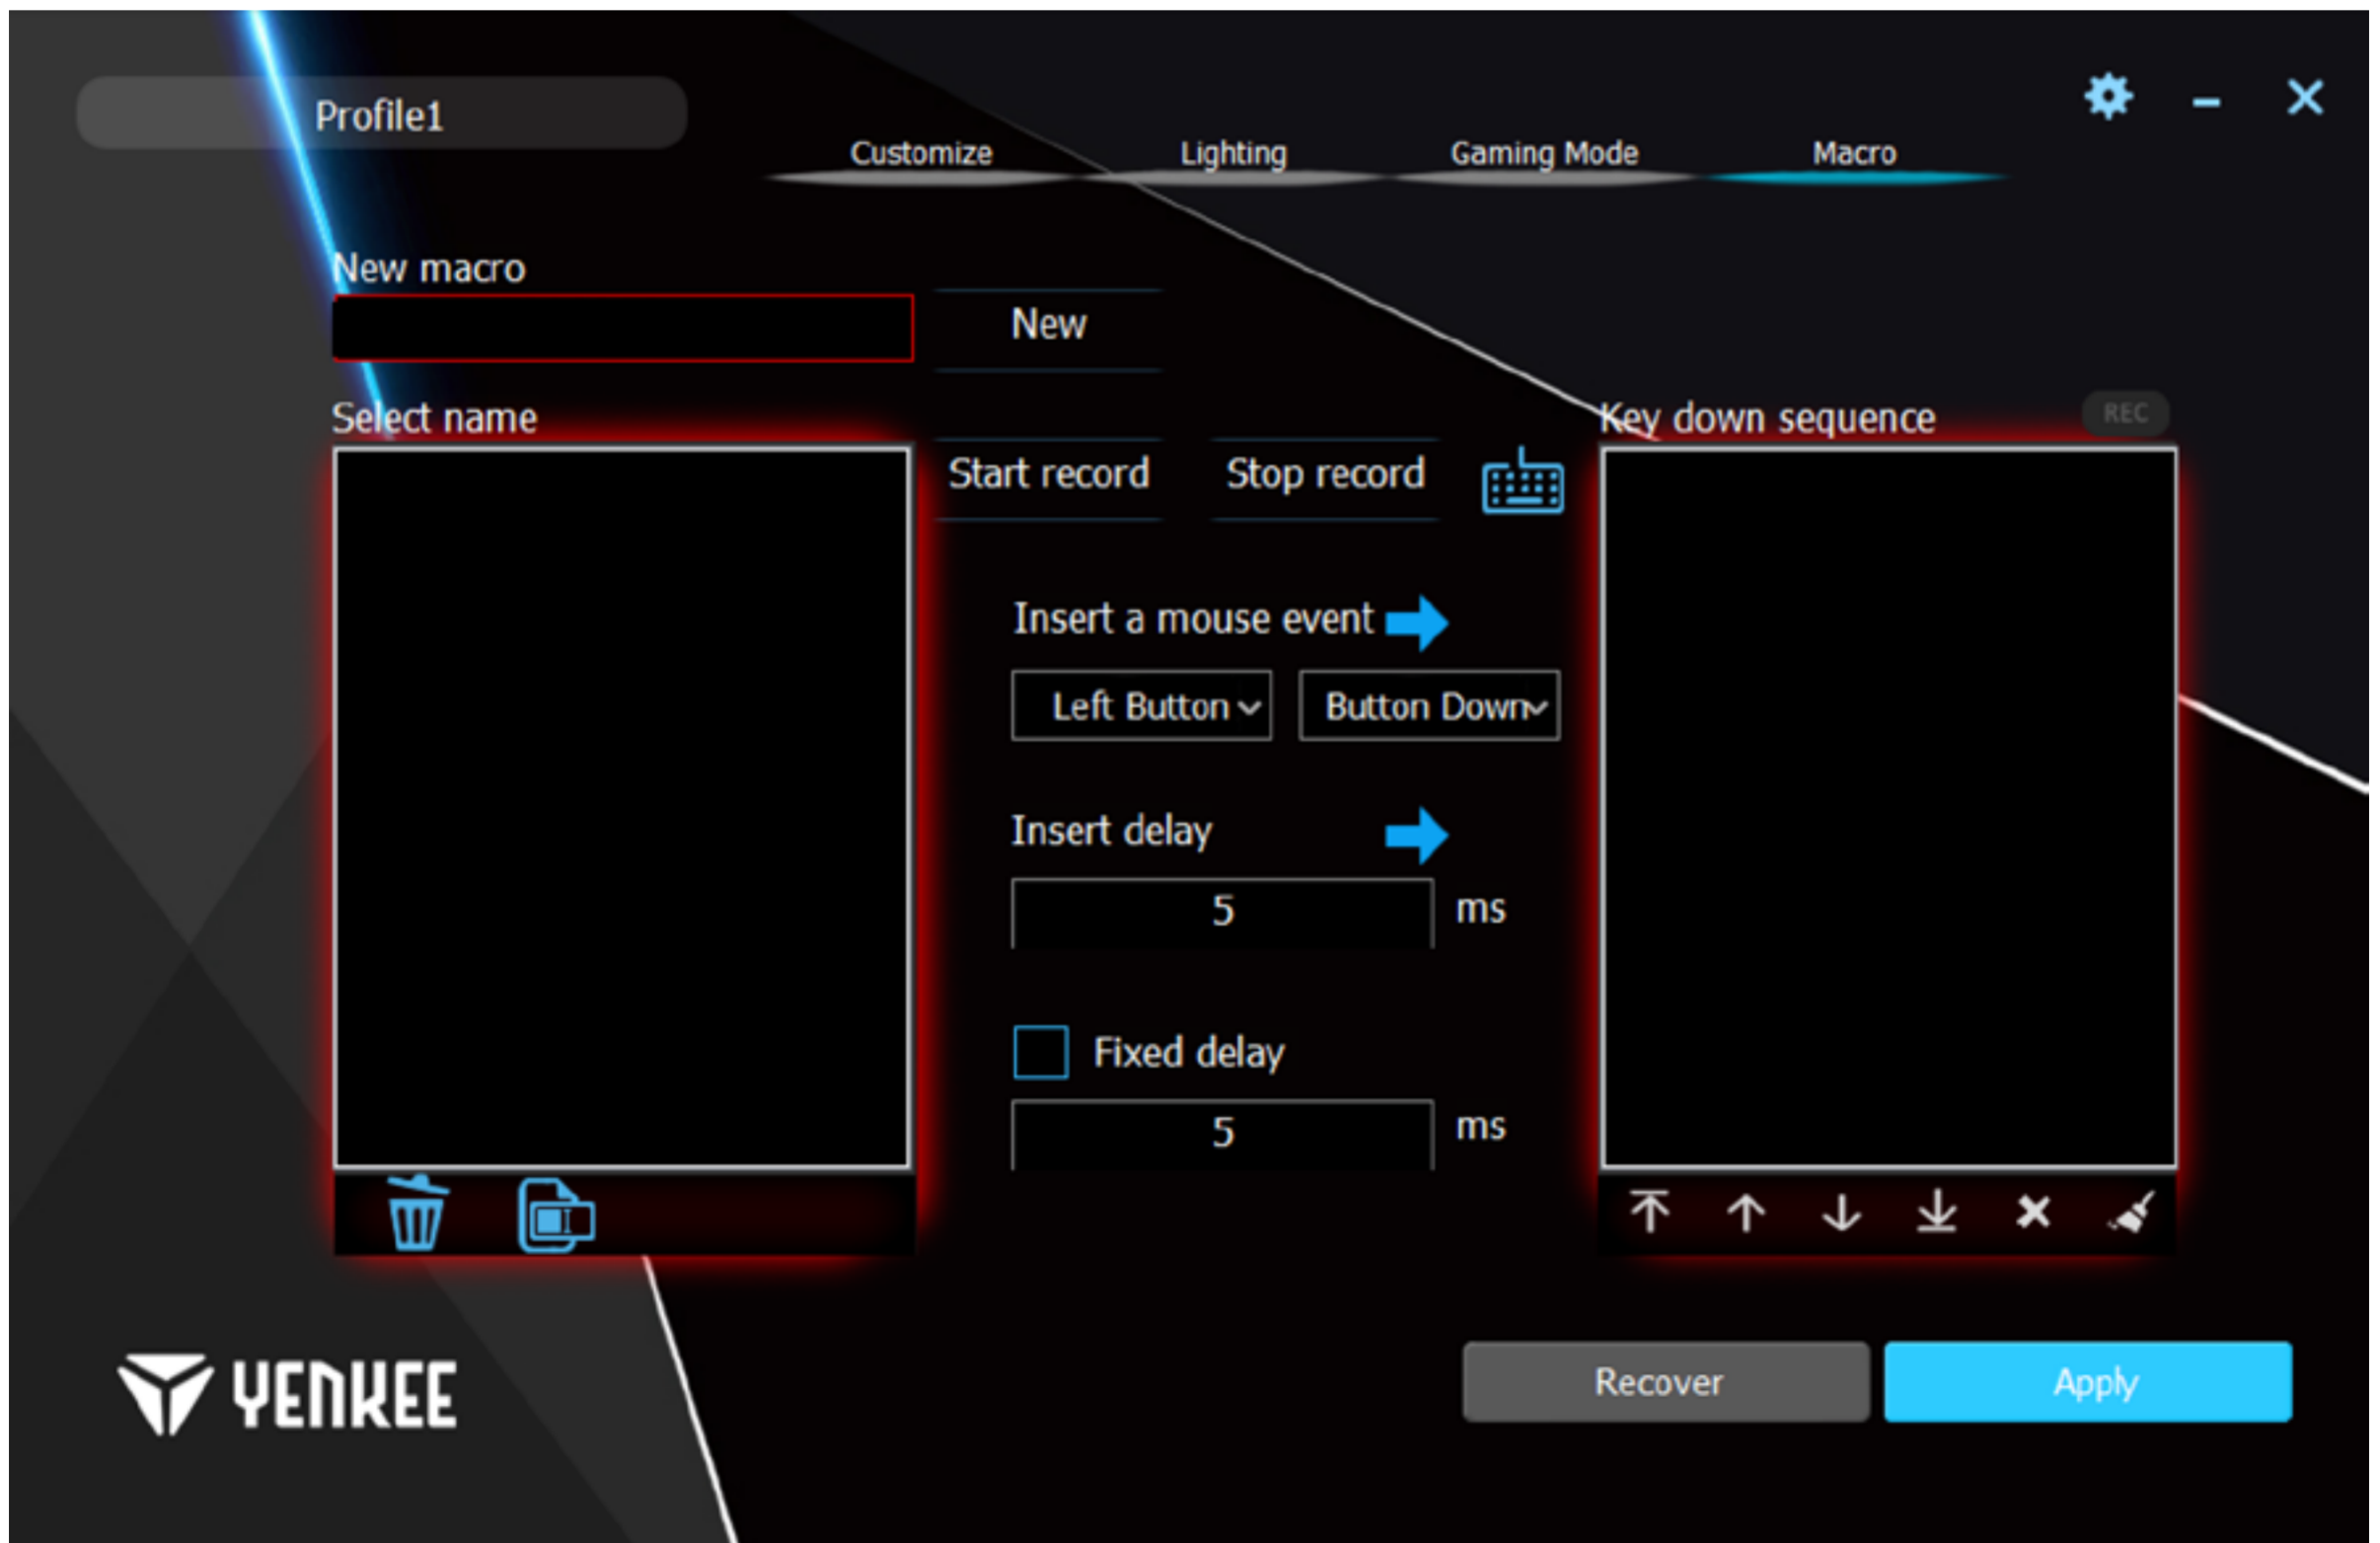 Profile1
Customize
Lighting
Gaming Mode
Macro
New macro
New
Select name
Start record
Stop record
Key down sequence
REC
Insert a mouse event
Left Button
Button Down
Insert delay
5
ms
Fixed delay
5
ms
YENKEE
Recover
Apply